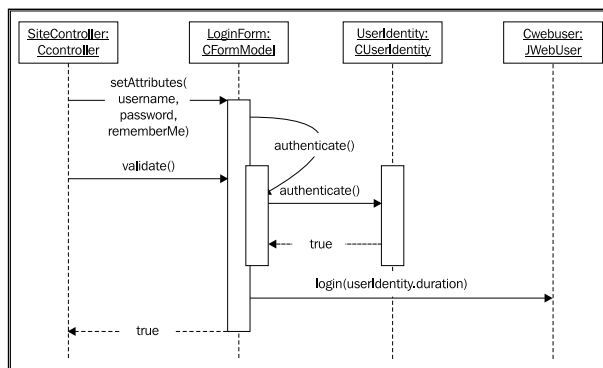 SiteController:
Ccontroller
LoginForm:
CFormModel
UserIdentity:
CUserIdentity
Cwebuser:
JWebUser
setAttributes(
username,
password,
rememberMe)
authenticate()
validate()
authenticate()
true
login(userIdentity.duration)
true